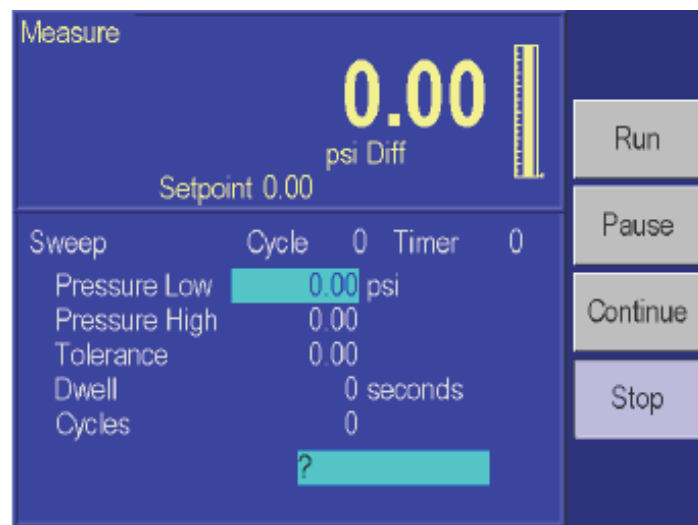 Measure
0.00
psi Diff
Setpoint 0.00
Sweep Cycle 0 Timer 0
Pressure Low 0.00 psi
Pressure High 0.00
Tolerance 0.00
Dwell 0 seconds
Cycles 0
?
Run
Pause
Continue
Stop